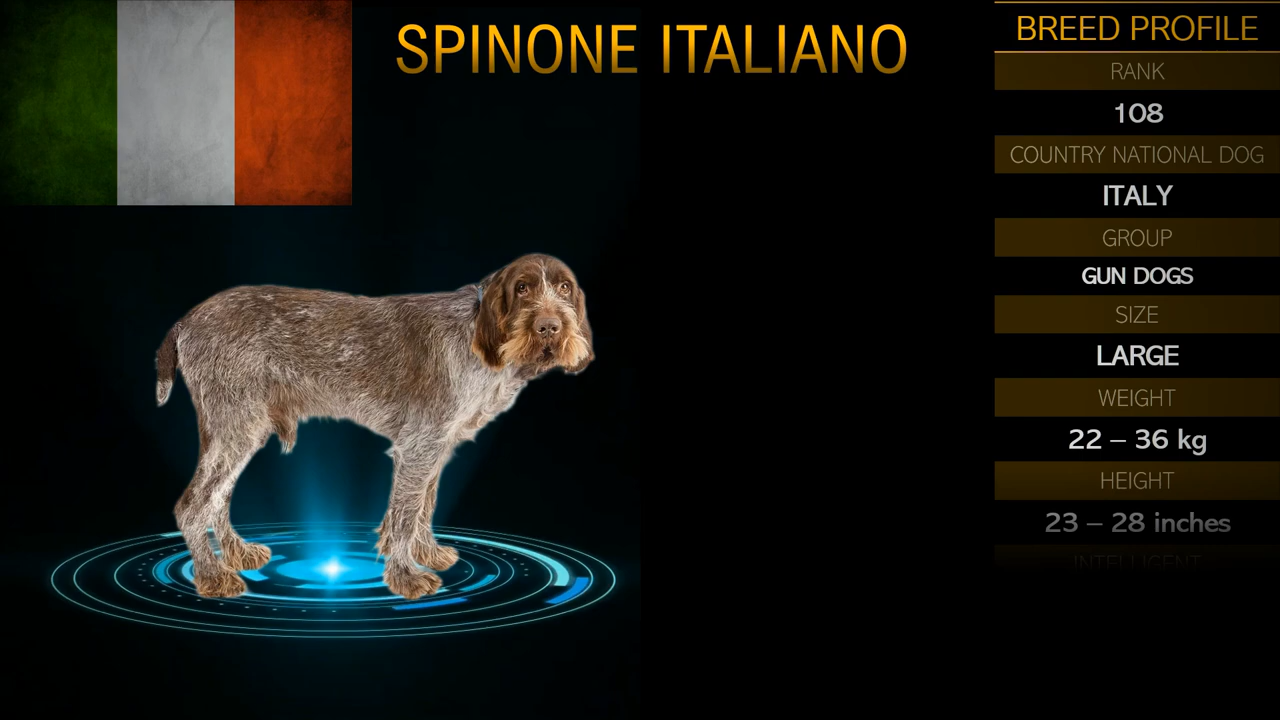 SPINONE ITALIANO
BREED PROFILE
RANK
108
COUNTRY NATIONAL DOG
ITALY
GROUP
GUN DOGS
SIZE
LARGE
WEIGHT
22 – 36 kg
HEIGHT
23 – 28 inches
INTELLIGENT